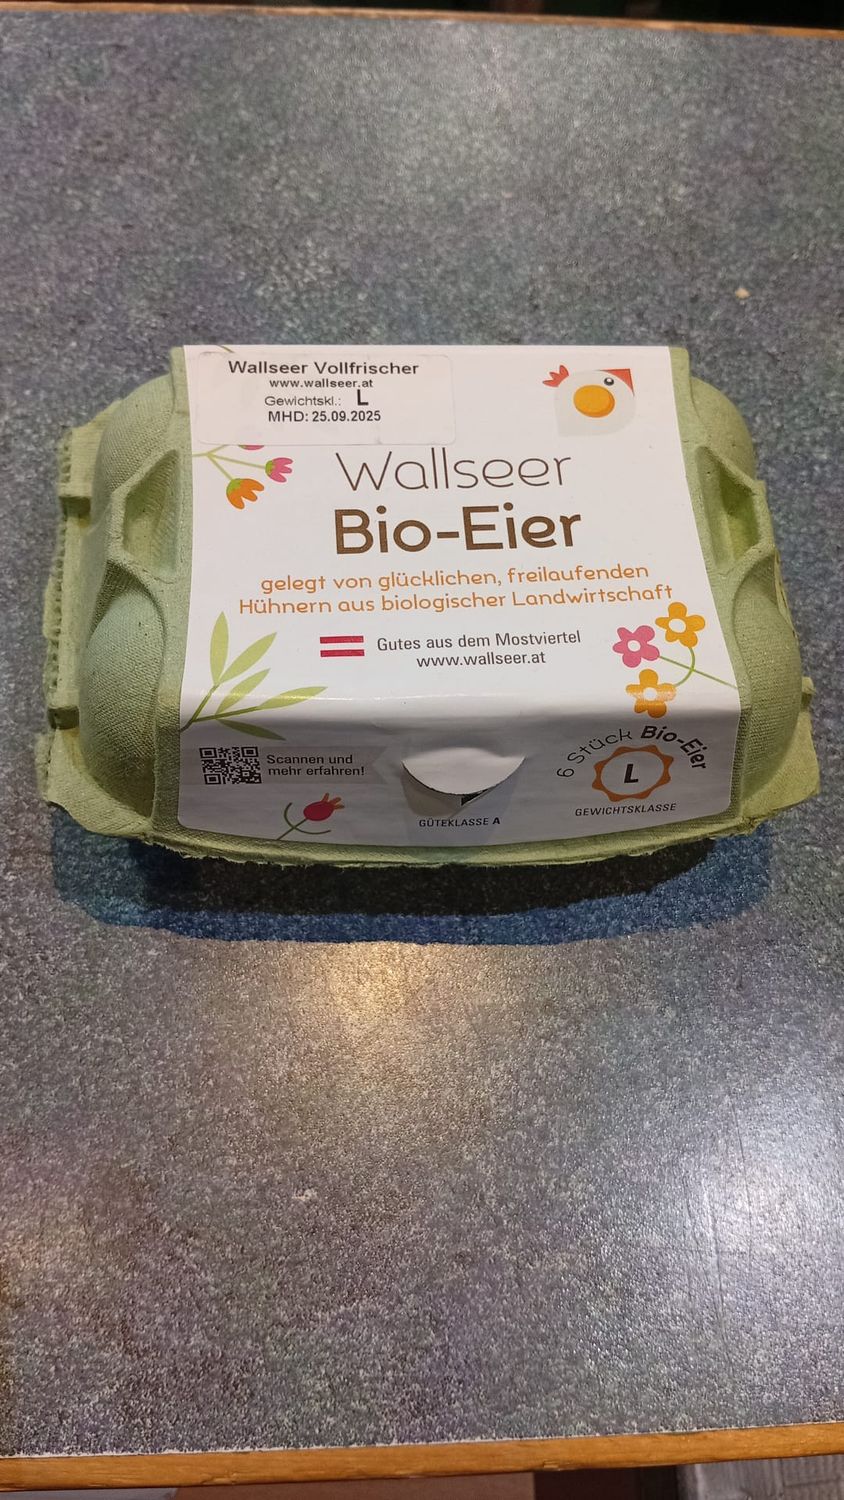 Wallseer Vollfrischer
www.wallseer.at
Gewichtskl.: L
MHD: 25.09.2025
Wallseer
Bio-Eier
gelegt von glücklichen, freilaufenden
Hühnern aus biologischer Landwirtschaft
Gutes aus dem Mostviertel
www.wallseer.at
Scannen und
mehr erfahren!
GÜTEKLASSE A
6 Stück Bio-Eier
L
GEWICHTSKLASSE